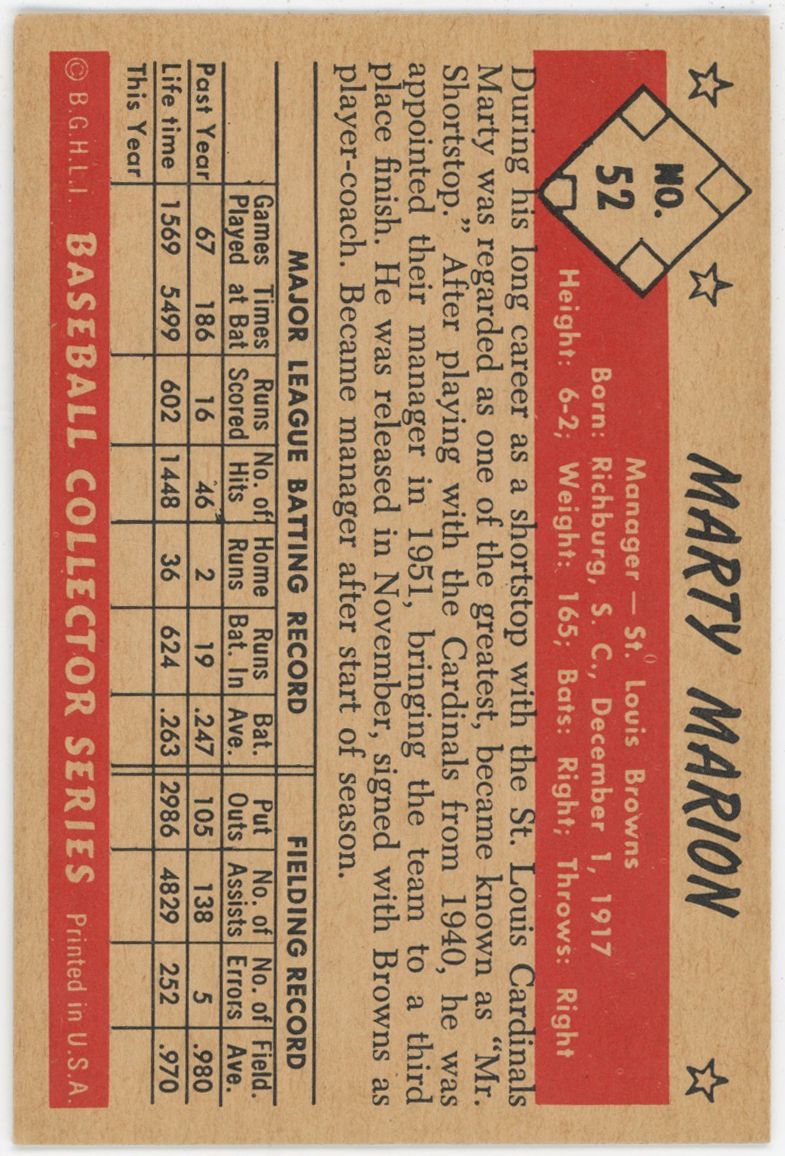 MARTY MARION
NO.
52
Manager — St. Louis Browns
Born: Richburg, S. C., December 1, 1917
Height: 6-2; Weight: 165; Bats: Right; Throws: Right
During his long career as a shortstop with the St. Louis Cardinals
Marty was regarded as one of the greatest, became known as “Mr.
Shortstop.” After playing with the Cardinals from 1940, he was
appointed their manager in 1951, bringing the team to a third
place finish. He was released in November, signed with Browns as
player-coach. Became manager after start of season.
MAJOR LEAGUE BATTING RECORD FIELDING RECORD
Games Times Runs No. of Home Runs Bat. Put No. of No. of Field.
Played at Bat Scored Hits Runs Bat. In Ave. Outs Assists Errors Ave.
Past Year 67 186 16 46 2 19 .247 105 138 5 .980
Life time 1569 5499 602 1448 36 624 .263 2986 4829 252 .970
This Year
© B.G.H.L.I. BASEBALL COLLECTOR SERIES Printed in U.S.A.